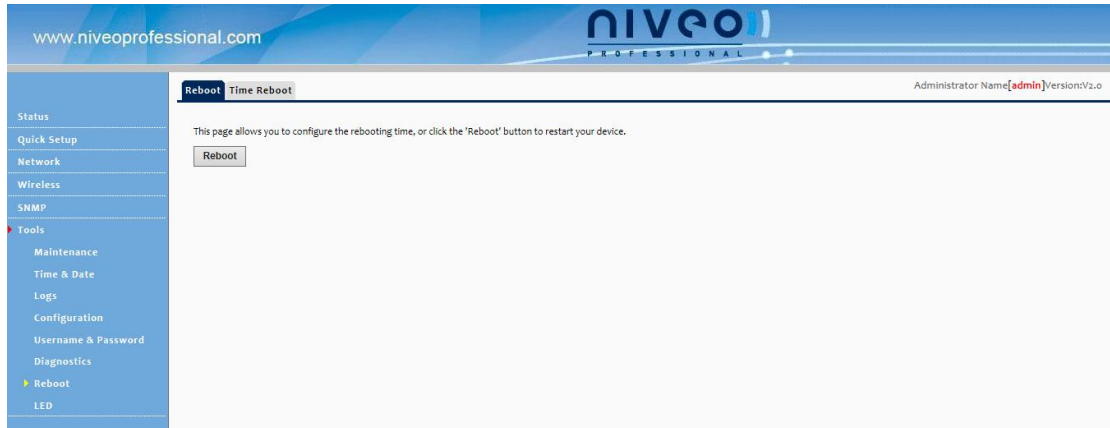 www.niveoprofessional.com
niveo
PROFESSIONAL
Reboot Time Reboot
Administrator Name[admin]Version:V2.0
Status
Quick Setup
Network
Wireless
SNMP
Tools
Maintenance
Time & Date
Logs
Configuration
Username & Password
Diagnostics
Reboot
LED
This page allows you to configure the rebooting time, or click the 'Reboot' button to restart your device.
Reboot